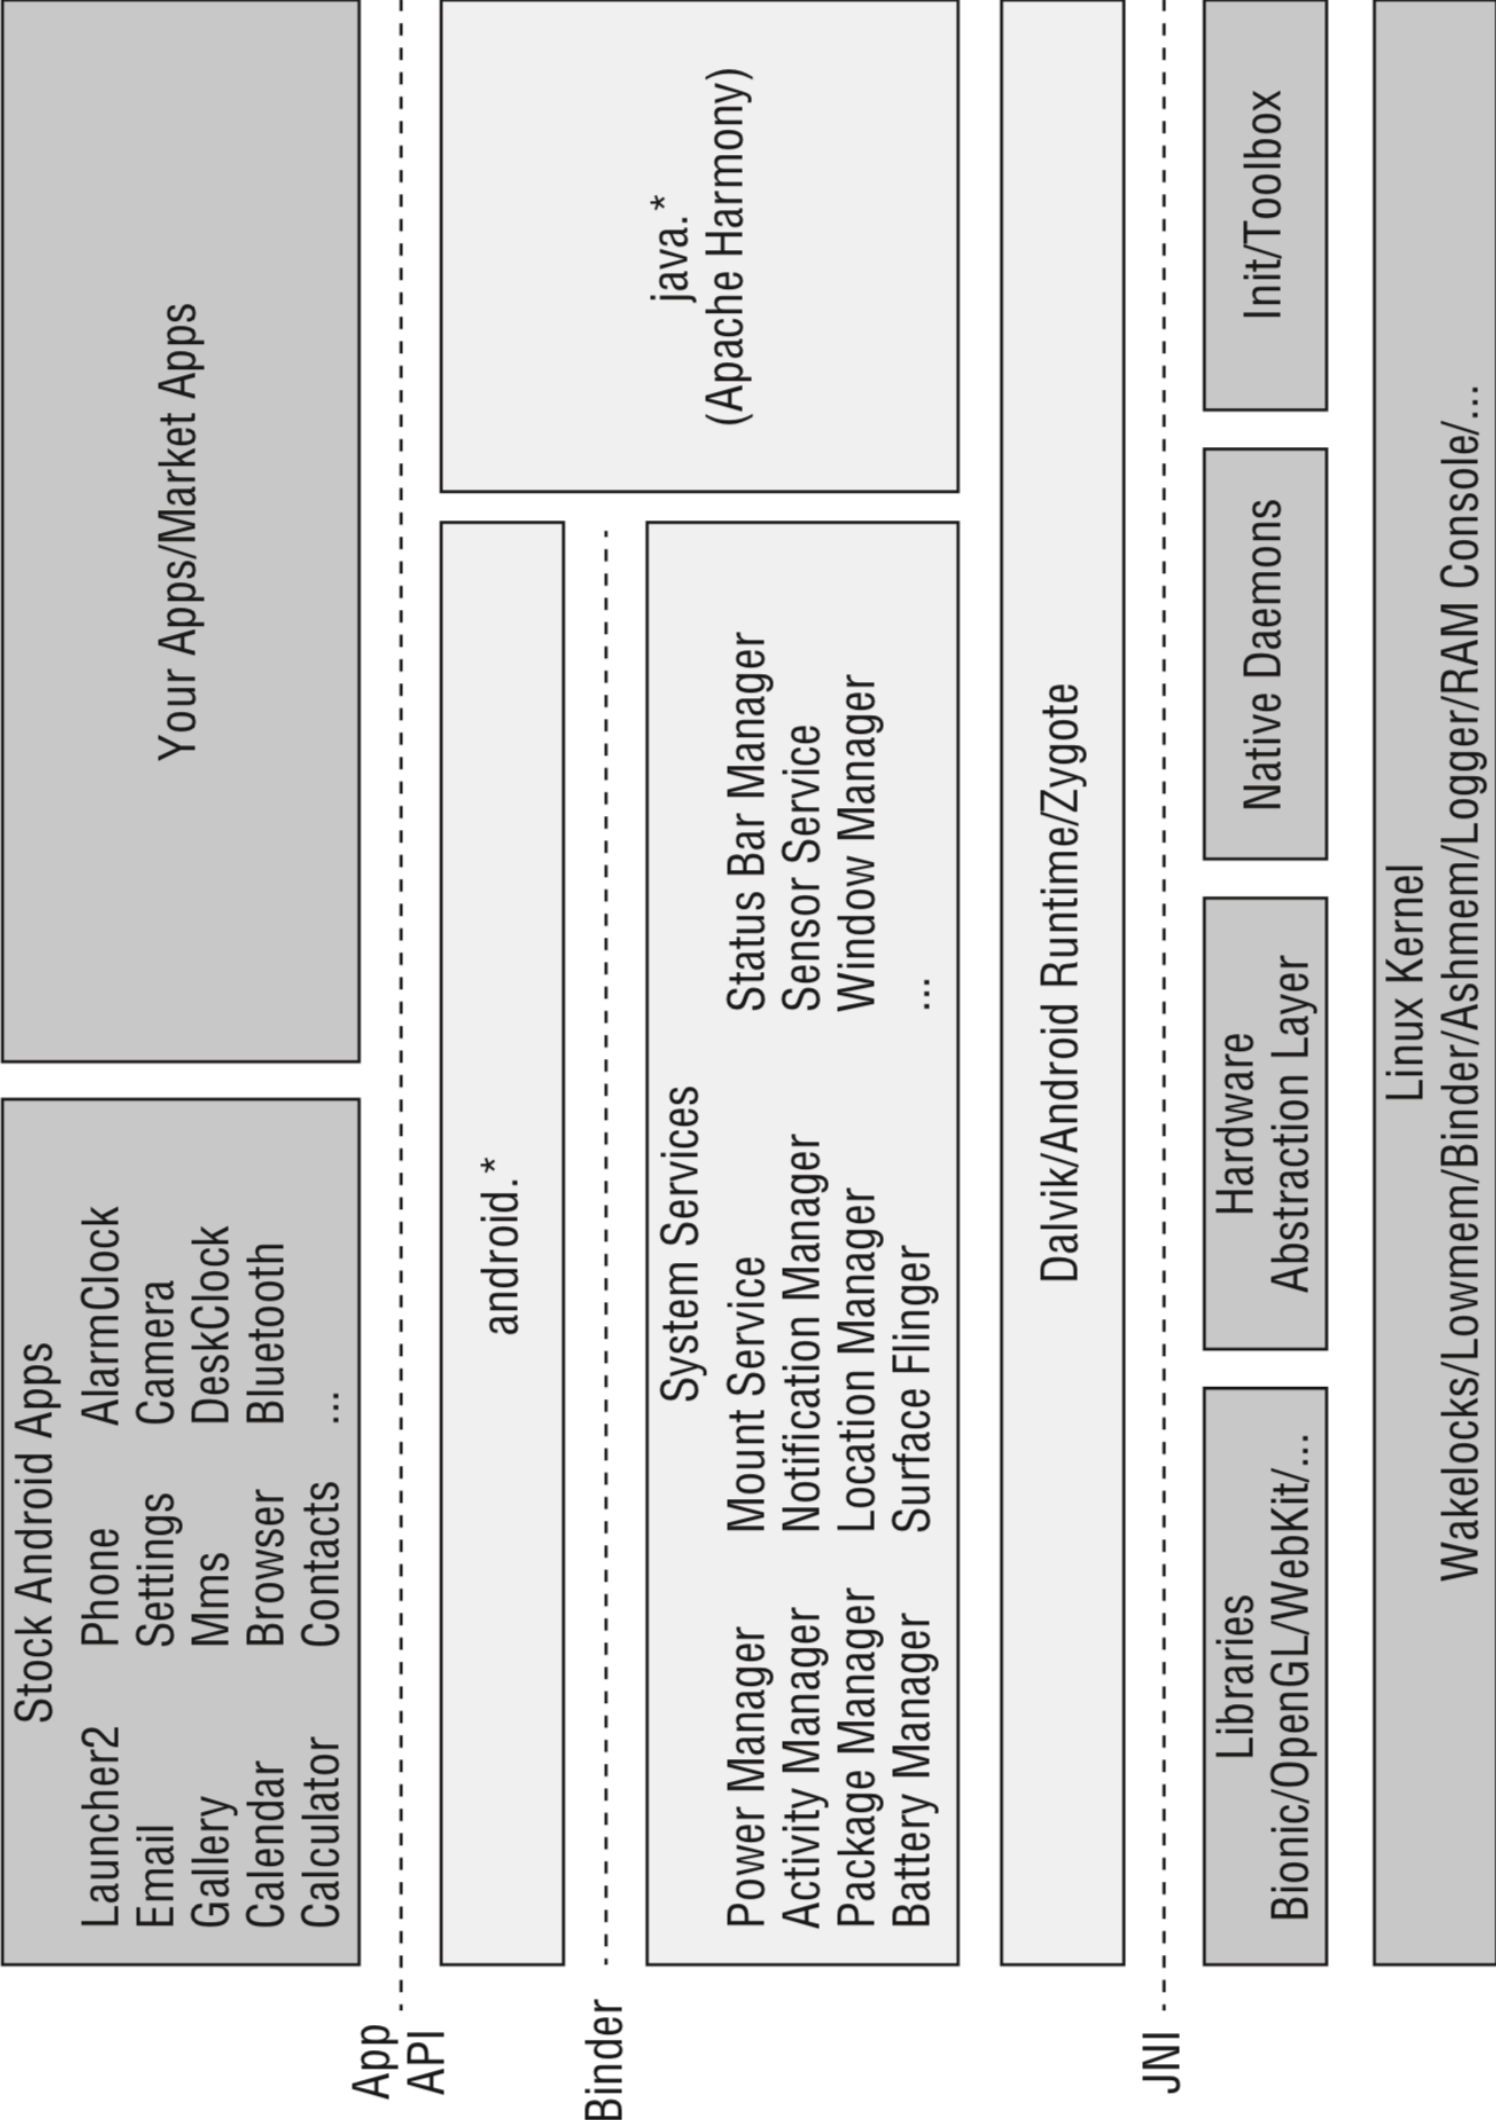 Stock Android Apps
Launcher2 Phone AlarmClock
Email Settings Camera
Gallery Mms DeskClock
Calendar Browser Bluetooth
Calculator Contacts ...
Your Apps/Market Apps
App
API
android.*
java.*
(Apache Harmony)
Binder
System Services
Power Manager Mount Service Status Bar Manager
Activity Manager Notification Manager Sensor Service
Package Manager Location Manager Window Manager
Battery Manager Surface Flinger ...
Dalvik/Android Runtime/Zygote
JNI
Libraries
Bionic/OpenGL/WebKit/...
Hardware
Abstraction Layer
Native Daemons
Init/Toolbox
Linux Kernel
Wakelocks/Lowmem/Binder/Ashmem/Logger/RAM Console/...